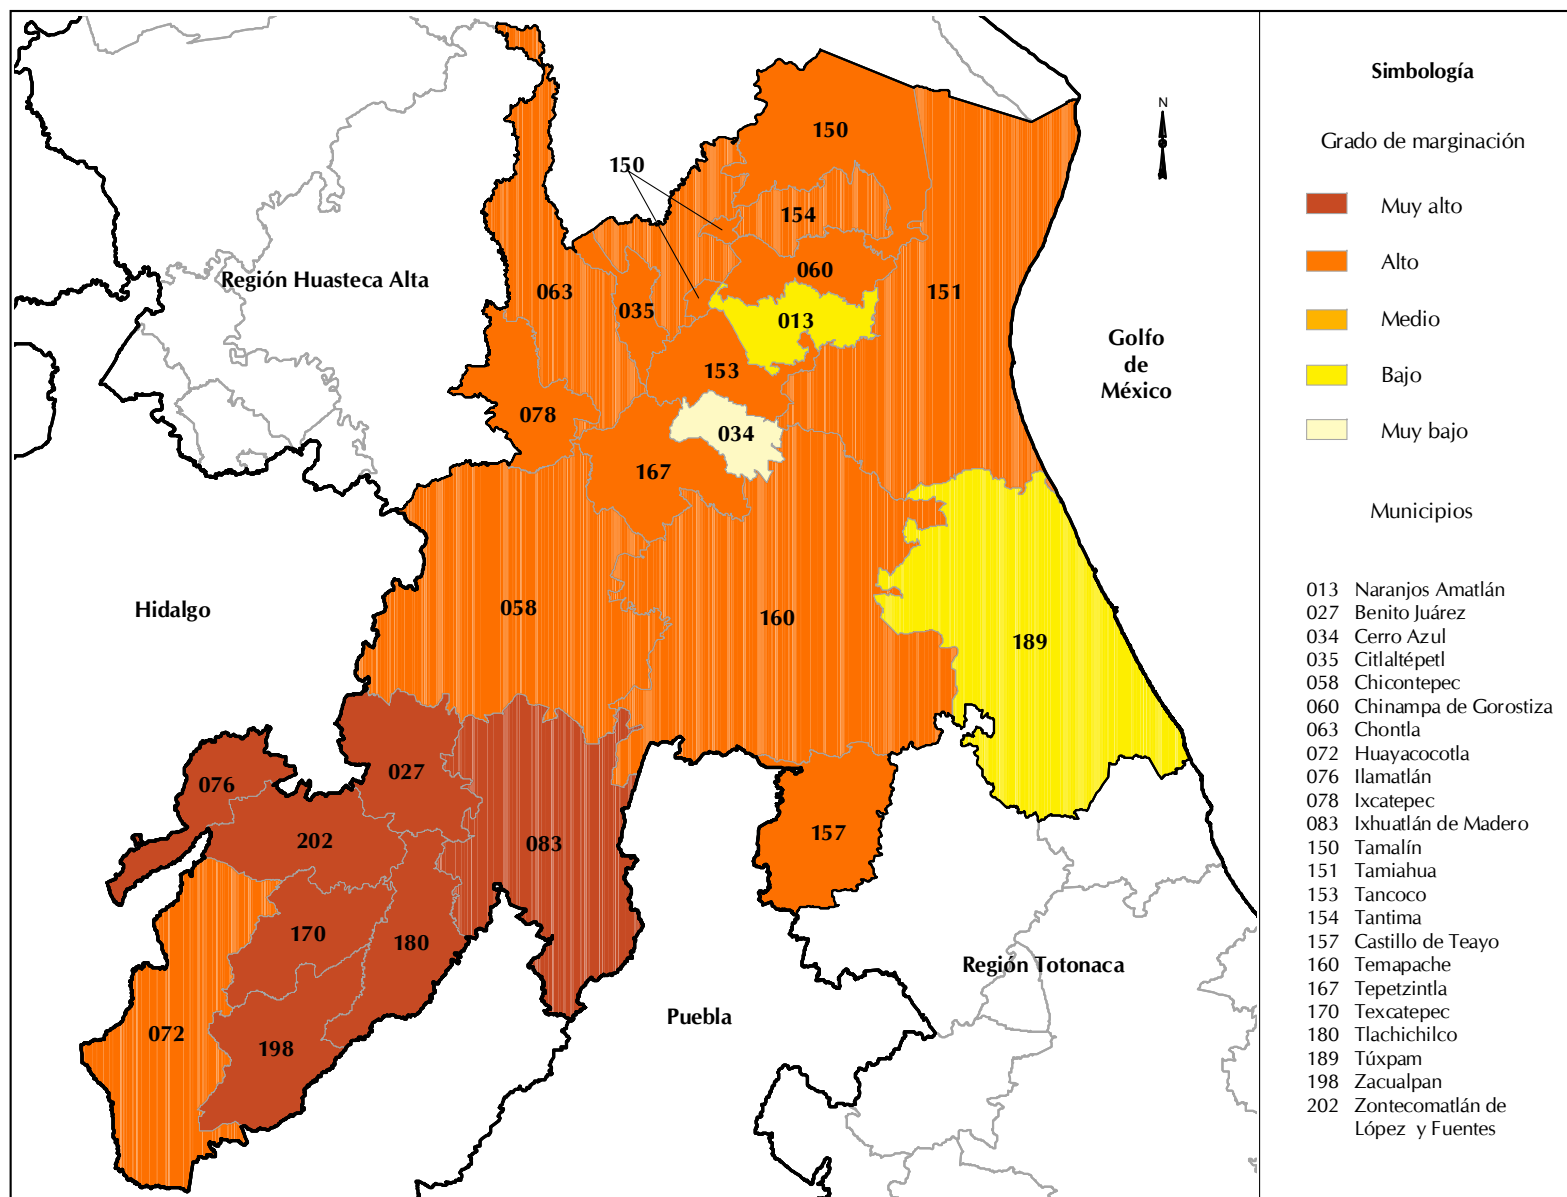 N
150
150
154
Región Huasteca Alta
060
063
151
035
013
Golfo
de
México
153
078
034
167
Hidalgo
058
160
189
076
027
202
083
157
170
180
Región Totonaca
Puebla
072
198
Simbología
Grado de marginación
Muy alto
Alto
Medio
Bajo
Muy bajo
Municipios
013 Naranjos Amatlán
027 Benito Juárez
034 Cerro Azul
035 Citlaltépetl
058 Chicontepec
060 Chinampa de Gorostiza
063 Chontla
072 Huayacocotla
076 Ilamatlán
078 Ixcatepec
083 Ixhuatlán de Madero
150 Tamalín
151 Tamiahua
153 Tancoco
154 Tantima
157 Castillo de Teayo
160 Temapache
167 Tepetzintla
170 Texcatepec
180 Tlachichilco
189 Túxpam
198 Zacualpan
202 Zontecomatlán de
López y Fuentes